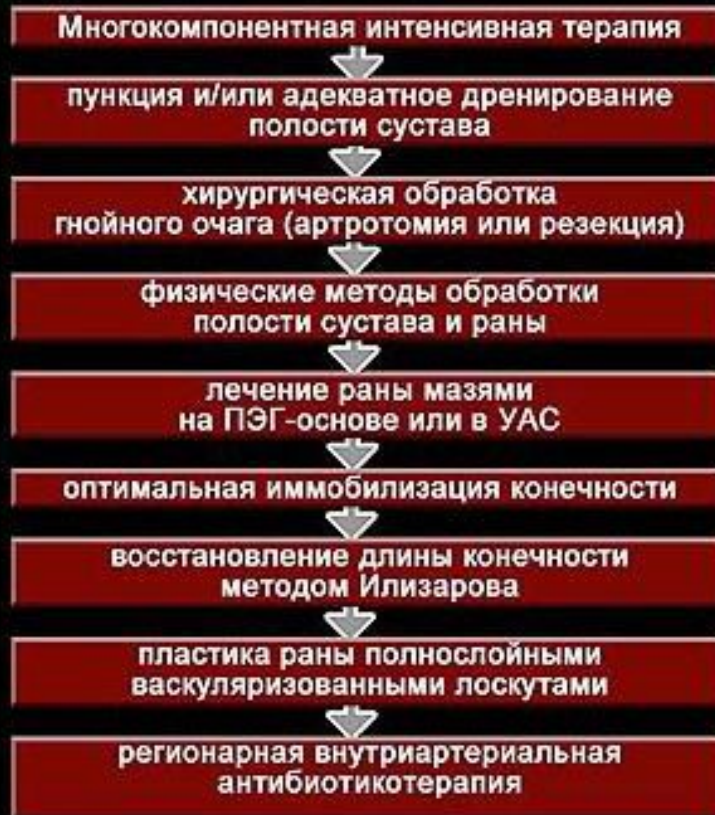 Многокомпонентная интенсивная терапия
пункция и/или адекватное дренирование
полости сустава
хирургическая обработка
гнойного очага (артротомия или резекция)
физические методы обработки
полости сустава и раны
лечение раны мазями
на ПЭГ-основе или в УАС
оптимальная иммобилизация конечности
восстановление длины конечности
методом Илизарова
пластика раны полнослойными
васкуляризованными лоскутами
регионарная внутриартериальная
антибиотикотерапия